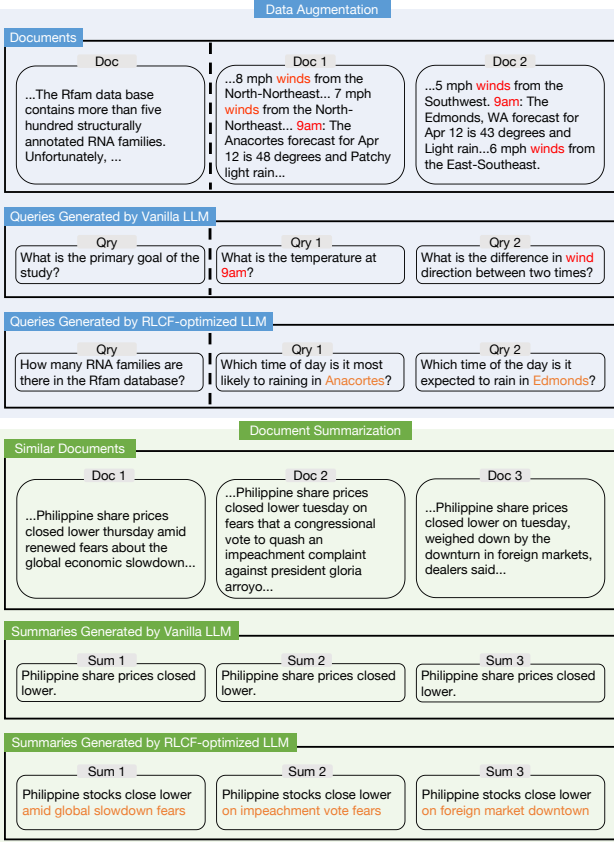 Data Augmentation
Documents
Doc
...The Rfam data base
contains more than five
hundred structurally
annotated RNA families.
Unfortunately, ...
Doc 1
...8 mph winds from the
North-Northeast... 7 mph
winds from the North-
Northeast... 9am: The
Anacortes forecast for Apr
12 is 48 degrees and Patchy
light rain...
Doc 2
...5 mph winds from the
Southwest. 9am: The
Edmonds, WA forecast for
Apr 12 is 43 degrees and
Light rain...6 mph winds from
the East-Southeast.
Queries Generated by Vanilla LLM
Qry
What is the primary goal of the
study?
Qry 1
What is the temperature at
9am?
Qry 2
What is the difference in wind
direction between two times?
Queries Generated by RLCF-optimized LLM
Qry
How many RNA families are
there in the Rfam database?
Qry 1
Which time of day is it most
likely to raining in Anacortes?
Qry 2
Which time of the day is it
expected to rain in Edmonds?
Document Summarization
Similar Documents
Doc 1
...Philippine share prices
closed lower thursday amid
renewed fears about the
global economic slowdown...
Doc 2
...Philippine share prices
closed lower tuesday on
fears that a congressional
vote to quash an
impeachment complaint
against president gloria
arroyo...
Doc 3
...Philippine share prices
closed lower on tuesday,
weighed down by the
downturn in foreign markets,
dealers said...
Summaries Generated by Vanilla LLM
Sum 1
Philippine share prices closed
lower.
Sum 2
Philippine share prices closed
lower.
Sum 3
Philippine share prices closed
lower.
Summaries Generated by RLCF-optimized LLM
Sum 1
Philippine stocks close lower
amid global slowdown fears
Sum 2
Philippine stocks close lower
on impeachment vote fears
Sum 3
Philippine stocks close lower
on foreign market downtown